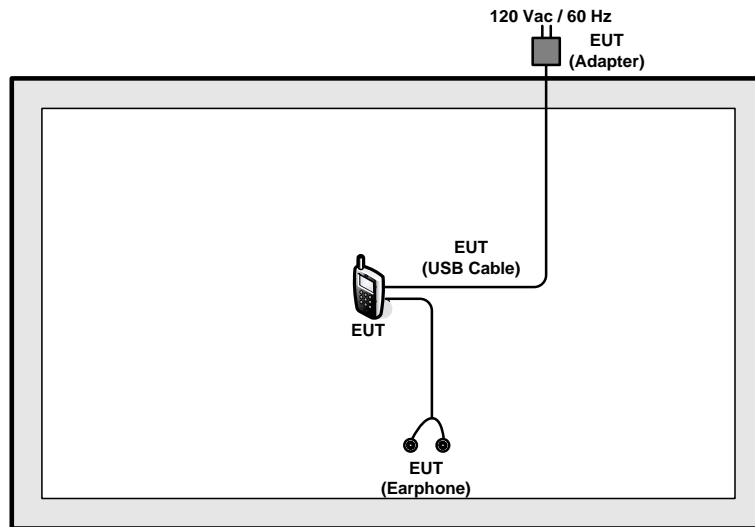 120 Vac / 60 Hz
EUT
(Adapter)
EUT
(USB Cable)
EUT
EUT
(Earphone)